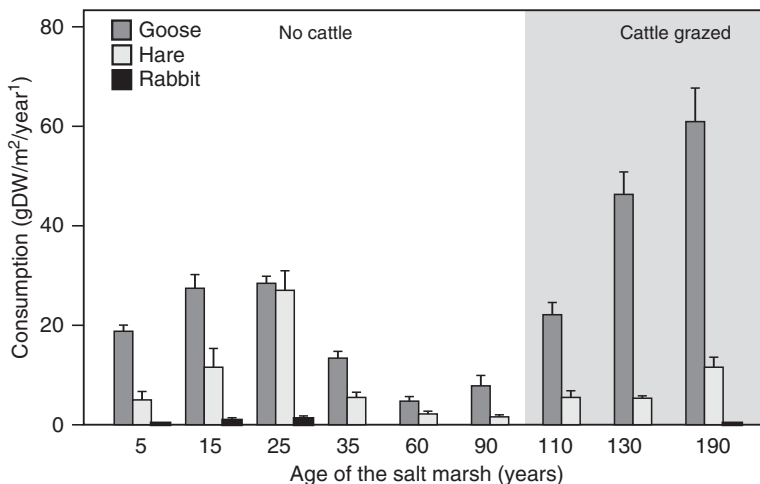 80
60
40
20
0
Consumption (gDW/m²/year¹)
Goose
Hare
Rabbit
No cattle
Cattle grazed
5 15 25 35 60 90 110 130 190
Age of the salt marsh (years)